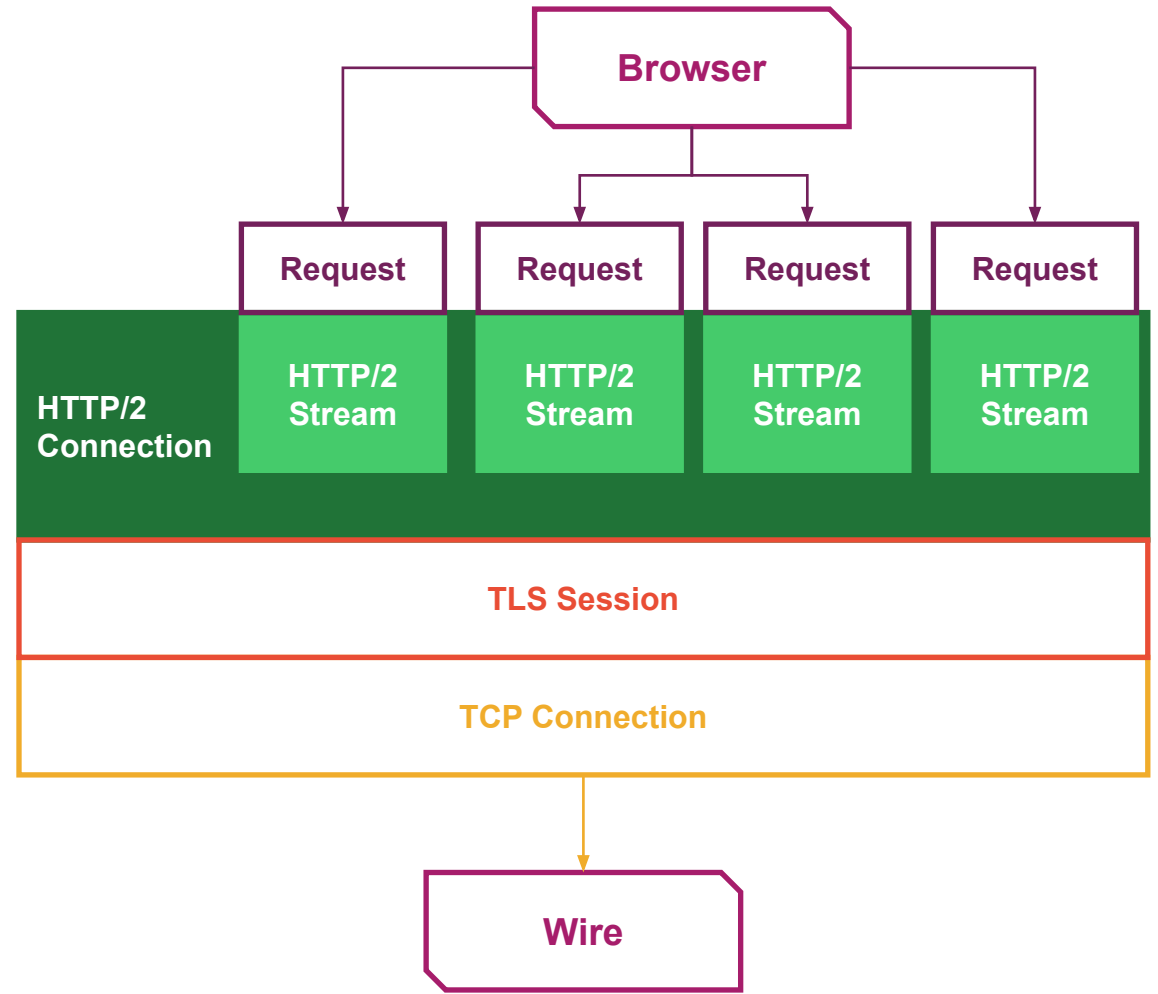 Browser
Request
Request
Request
Request
HTTP/2
Connection
HTTP/2
Stream
HTTP/2
Stream
HTTP/2
Stream
HTTP/2
Stream
TLS Session
TCP Connection
Wire